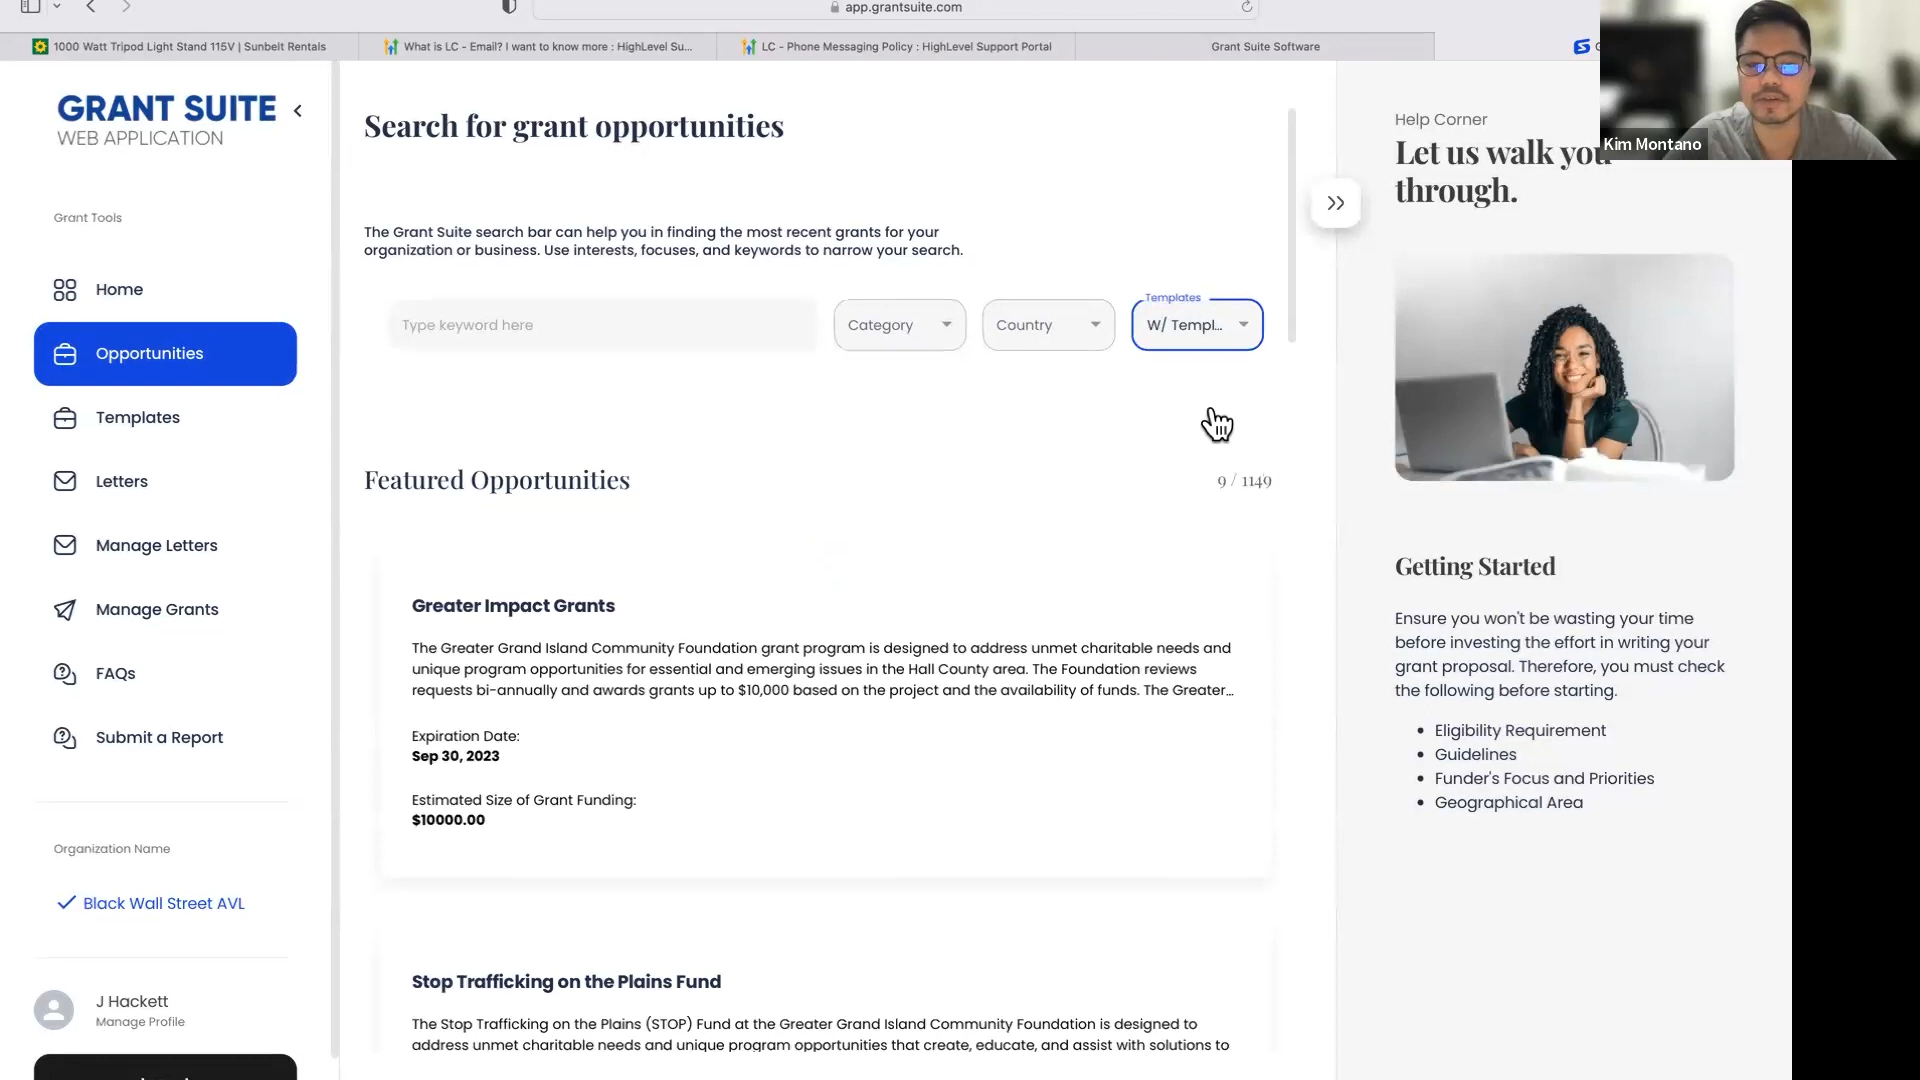 app.grantsuite.com
1000 Watt Tripod Light Stand 115V | Sunbelt Rentals
What is LC - Email? I want to know more : HighLevel Su...
LC - Phone Messaging Policy : HighLevel Support Portal
Grant Suite Software
GRANT SUITE
WEB APPLICATION
Grant Tools
Home
Opportunities
Templates
Letters
Manage Letters
Manage Grants
FAQs
Submit a Report
Organization Name
Black Wall Street AVL
J Hackett
Manage Profile
Search for grant opportunities
The Grant Suite search bar can help you in finding the most recent grants for your
organization or business. Use interests, focuses, and keywords to narrow your search.
Type keyword here
Category
Country
Templates
W/ Templ...
Featured Opportunities
9 / 1149
Greater Impact Grants
The Greater Grand Island Community Foundation grant program is designed to address unmet charitable needs and
unique program opportunities for essential and emerging issues in the Hall County area. The Foundation reviews
requests bi-annually and awards grants up to $10,000 based on the project and the availability of funds. The Greater...
Expiration Date:
Sep 30, 2023
Estimated Size of Grant Funding:
$10000.00
Stop Trafficking on the Plains Fund
The Stop Trafficking on the Plains (STOP) Fund at the Greater Grand Island Community Foundation is designed to
address unmet charitable needs and unique program opportunities that create, educate, and assist with solutions to
Help Corner
Let us walk you
through.
Getting Started
Ensure you won't be wasting your time
before investing the effort in writing your
grant proposal. Therefore, you must check
the following before starting.
Eligibility Requirement
Guidelines
Funder's Focus and Priorities
Geographical Area
Kim Montano